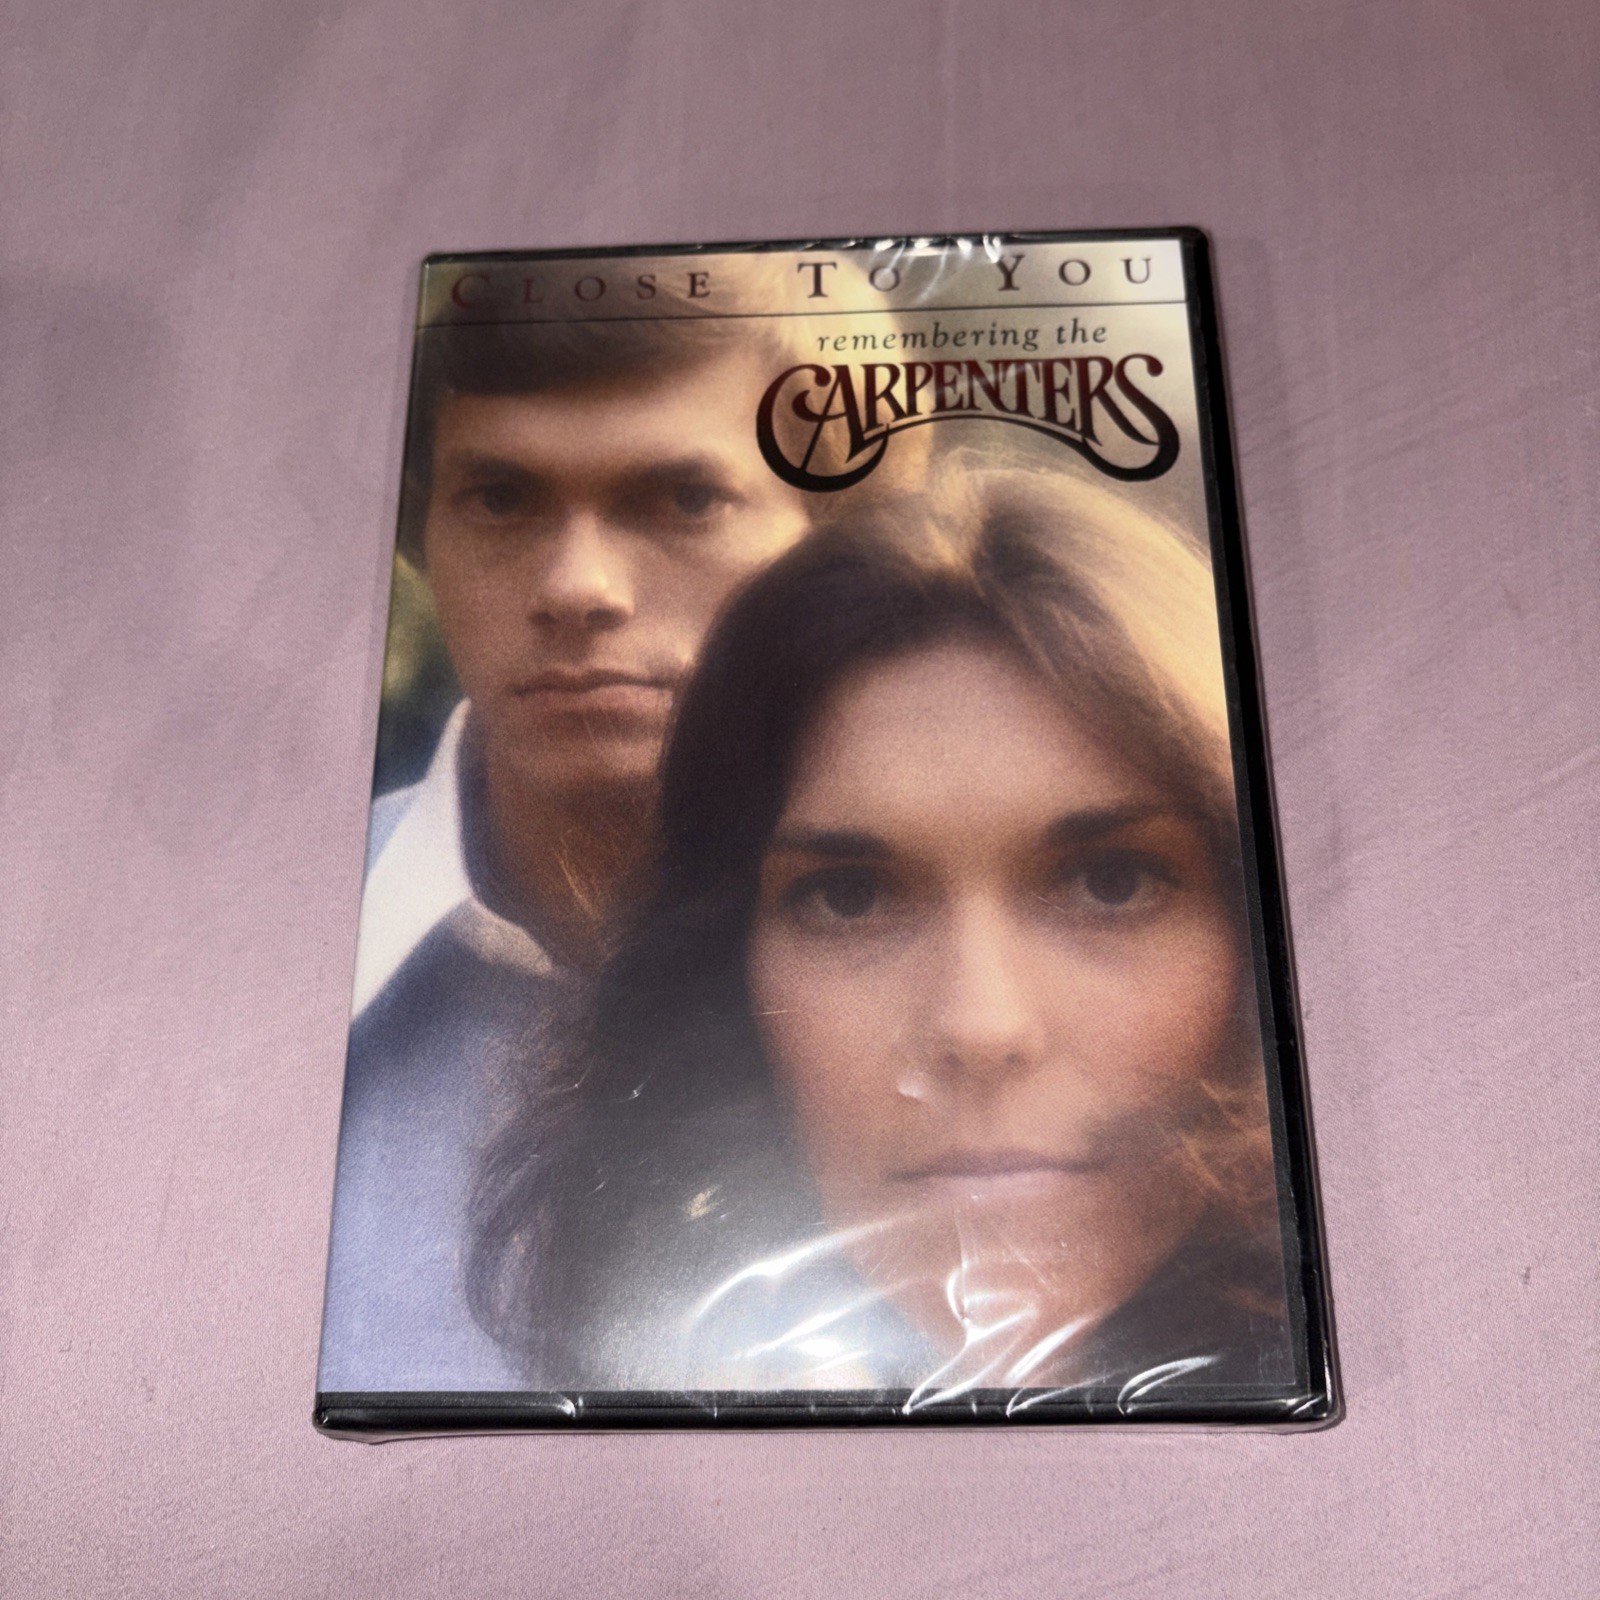 CLOSE TO YOU
remembering the
CARPENTERS